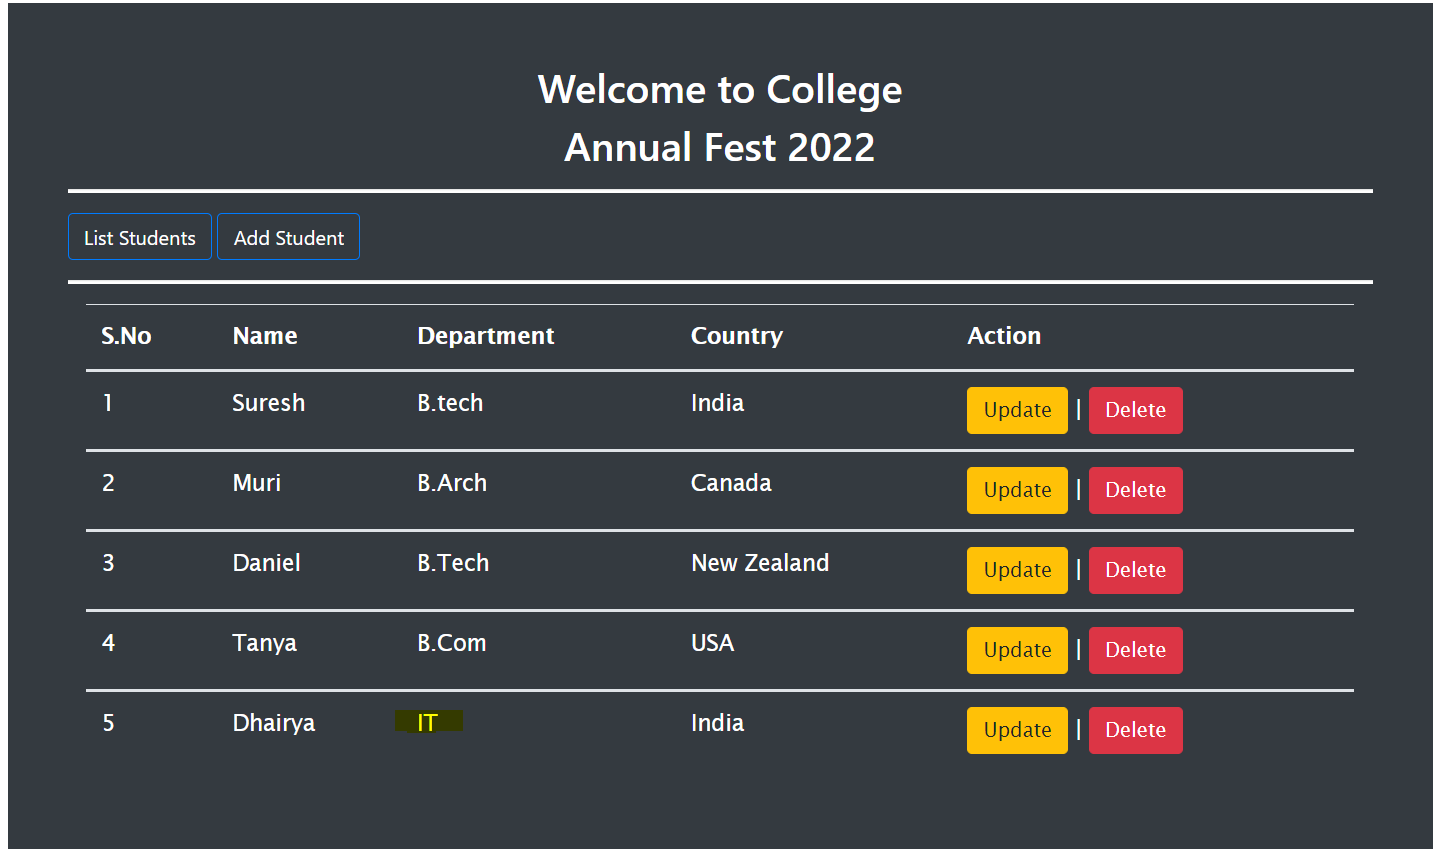 Welcome to College
Annual Fest 2022
List Students Add Student
S.No Name Department Country Action
1 Suresh B.tech India Update | Delete
2 Muri B.Arch Canada Update | Delete
3 Daniel B.Tech New Zealand Update | Delete
4 Tanya B.Com USA Update | Delete
5 Dhairya IT India Update | Delete